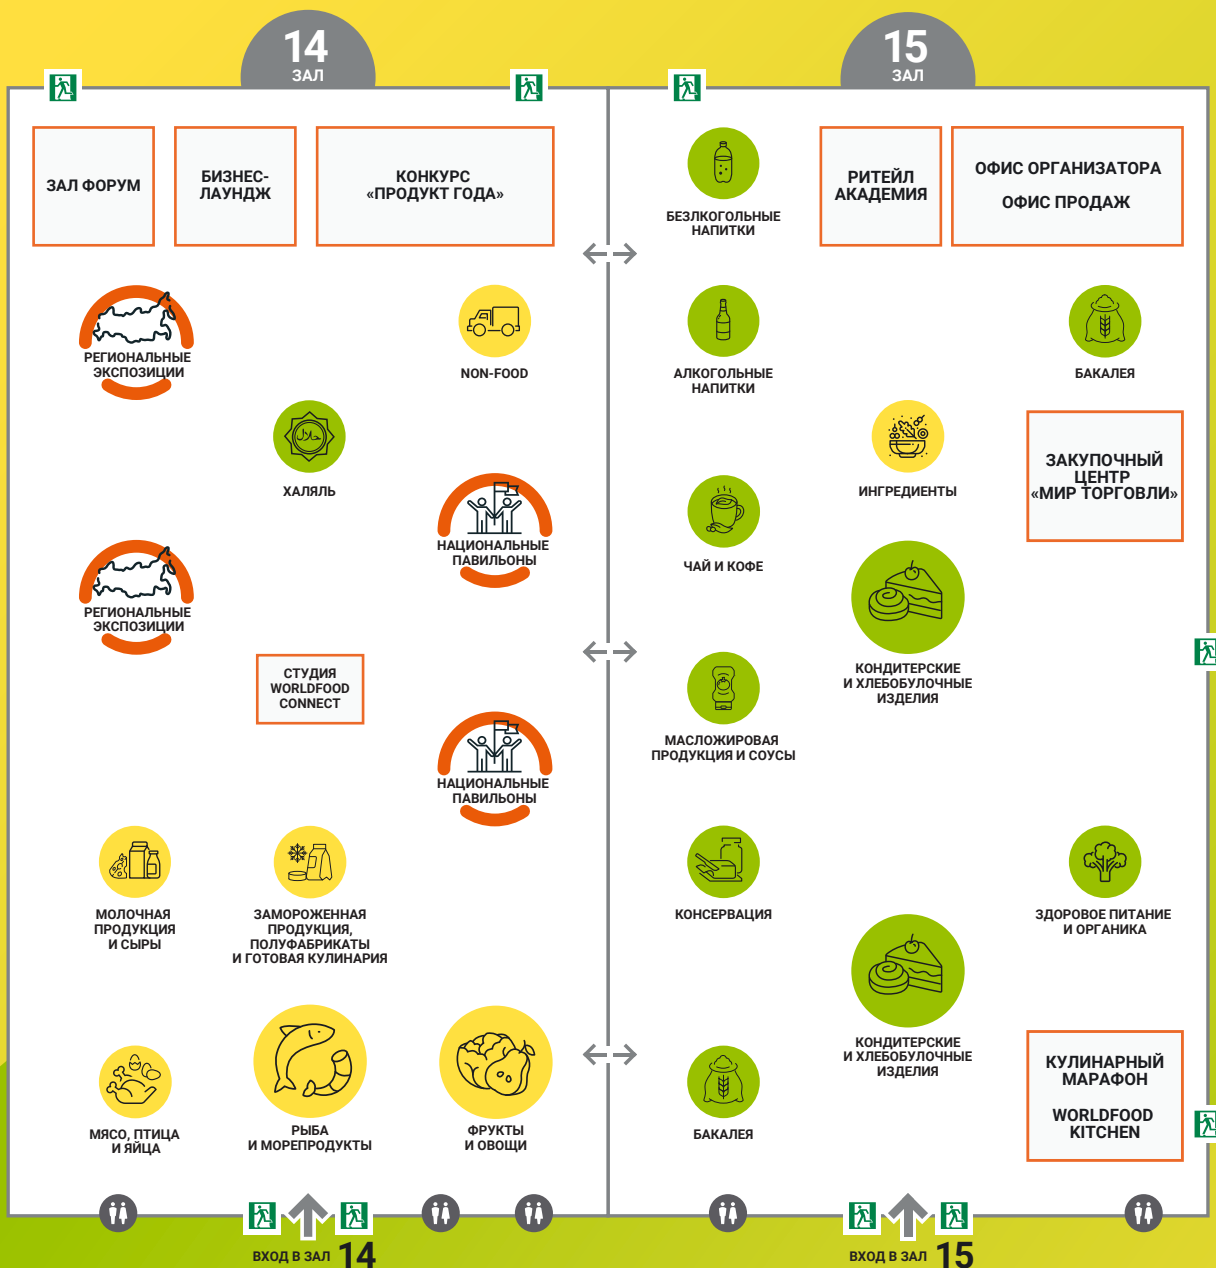 14
ЗАЛ
15
ЗАЛ
ЗАЛ ФОРУМ
БИЗНЕС-
ЛАУНДЖ
КОНКУРС
«ПРОДУКТ ГОДА»
РЕГИОНАЛЬНЫЕ
ЭКСПОЗИЦИИ
NON-FOOD
حلال
ХАЛЯЛЬ
НАЦИОНАЛЬНЫЕ
ПАВИЛЬОНЫ
РЕГИОНАЛЬНЫЕ
ЭКСПОЗИЦИИ
СТУДИЯ
WORLDFOOD
CONNECT
НАЦИОНАЛЬНЫЕ
ПАВИЛЬОНЫ
МОЛОЧНАЯ
ПРОДУКЦИЯ
И СЫРЫ
ЗАМОРОЖЕННАЯ
ПРОДУКЦИЯ,
ПОЛУФАБРИКАТЫ
И ГОТОВАЯ КУЛИНАРИЯ
МЯСО, ПТИЦА
И ЯЙЦА
РЫБА
И МОРЕПРОДУКТЫ
ФРУКТЫ
И ОВОЩИ
ВХОД В ЗАЛ 14
БЕЗЛКОГОЛЬНЫЕ
НАПИТКИ
РИТЕЙЛ
АКАДЕМИЯ
ОФИС ОРГАНИЗАТОРА
ОФИС ПРОДАЖ
АЛКОГОЛЬНЫЕ
НАПИТКИ
БАКАЛЕЯ
ИНГРЕДИЕНТЫ
ЗАКУПОЧНЫЙ
ЦЕНТР
«МИР ТОРГОВЛИ»
ЧАЙ И КОФЕ
КОНДИТЕРСКИЕ
И ХЛЕБОБУЛОЧНЫЕ
ИЗДЕЛИЯ
МАСЛОЖИРОВАЯ
ПРОДУКЦИЯ И СОУСЫ
КОНСЕРВАЦИЯ
ЗДОРОВОЕ ПИТАНИЕ
И ОРГАНИКА
КОНДИТЕРСКИЕ
И ХЛЕБОБУЛОЧНЫЕ
ИЗДЕЛИЯ
БАКАЛЕЯ
КУЛИНАРНЫЙ
МАРАФОН
WORLDFOOD
KITCHEN
ВХОД В ЗАЛ 15